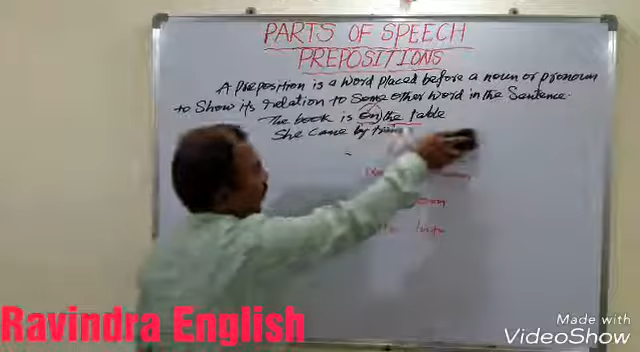 PARTS OF SPEECH
PREPOSITIONS
A Preposition is a word placed before a noun or pronoun
to Show its relation to Some other word in the Sentence.
The book is on the table
She came by train
Ravindra English
Made with
VideoShow